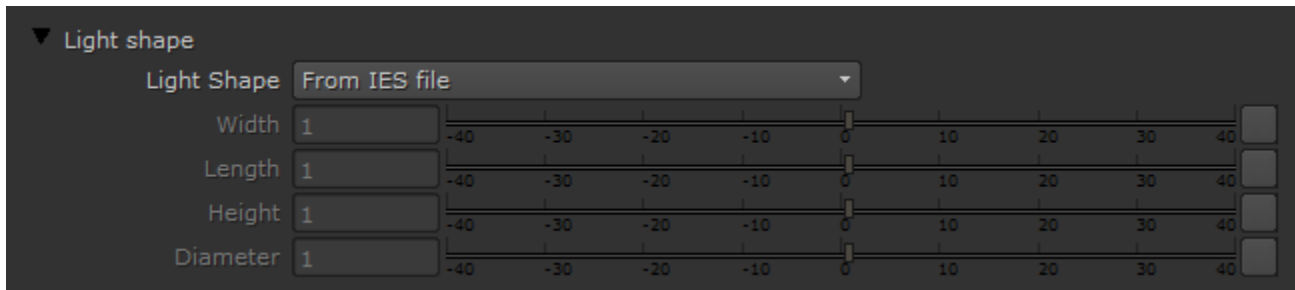 Light shape
Light Shape From IES file
Width 1 -40 -30 -20 -10 0 10 20 30 40
Length 1 -40 -30 -20 -10 0 10 20 30 40
Height 1 -40 -30 -20 -10 0 10 20 30 40
Diameter 1 -40 -30 -20 -10 0 10 20 30 40